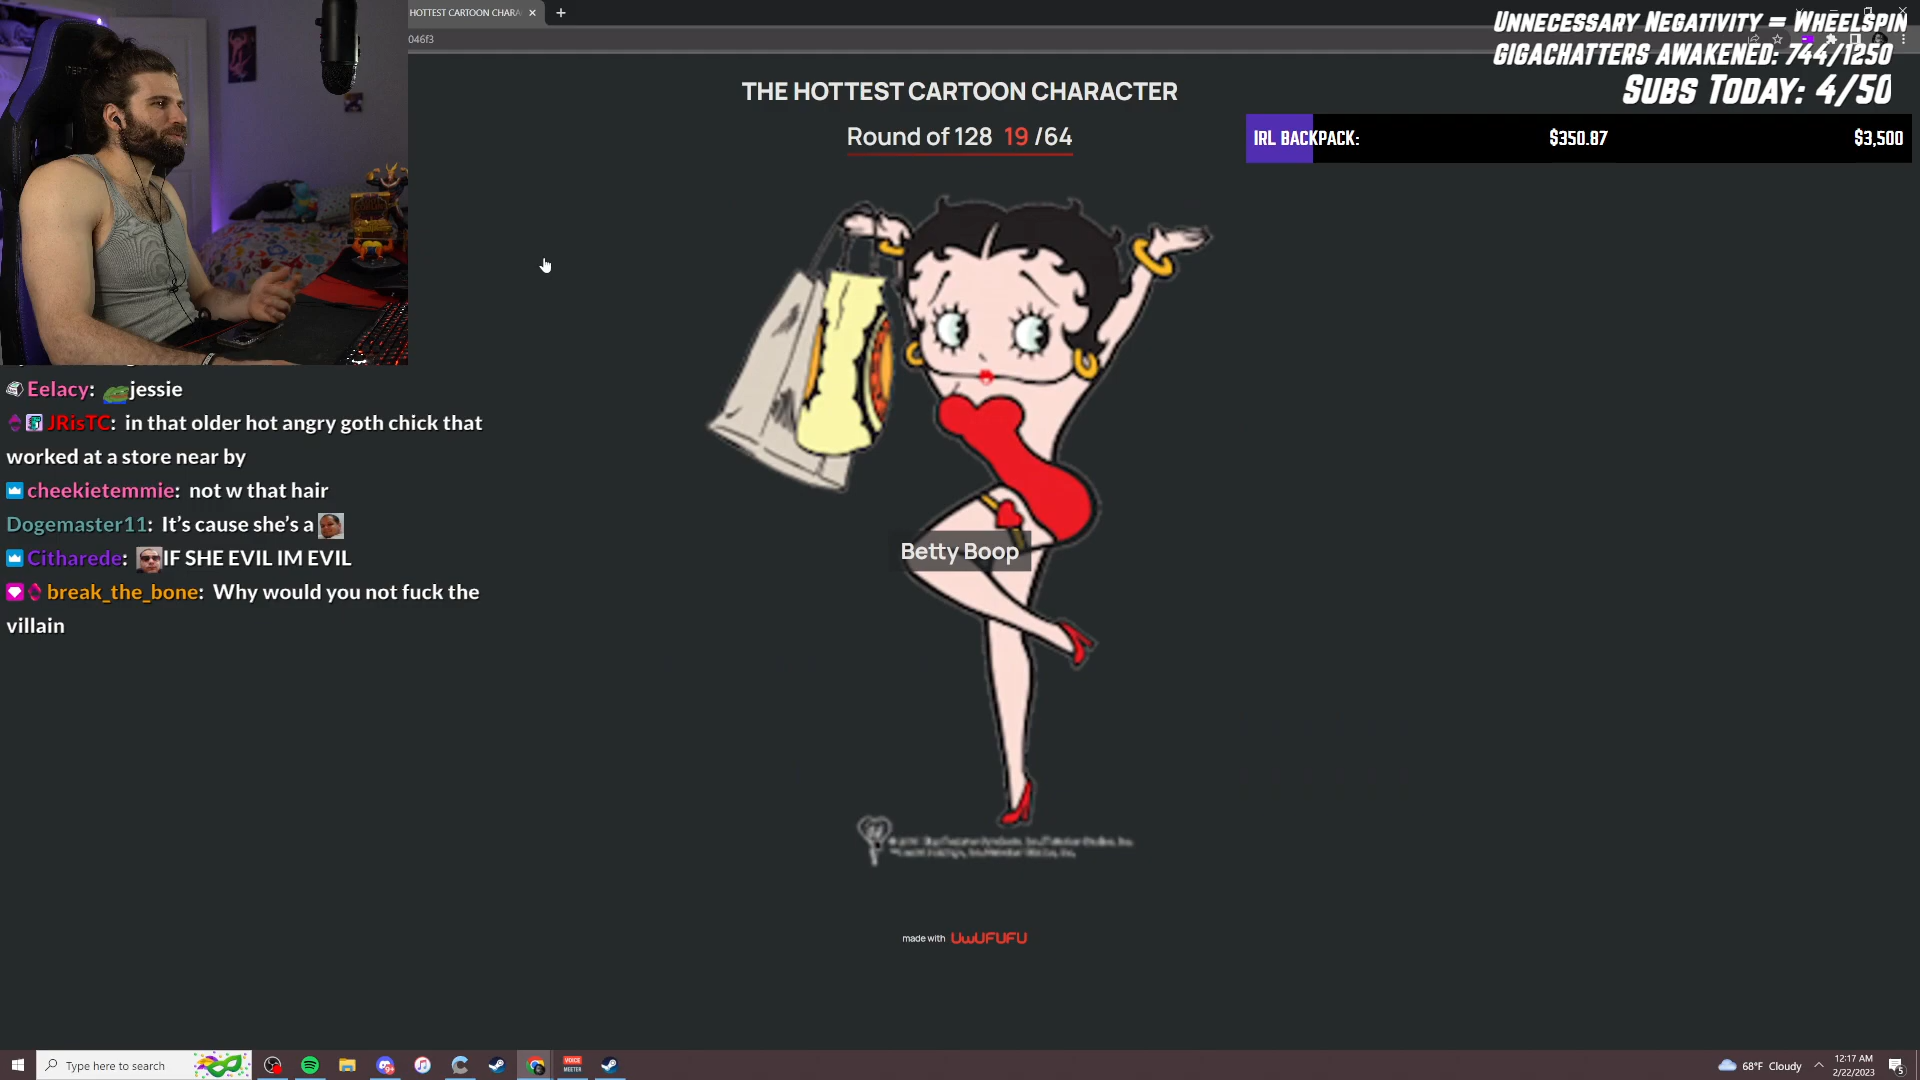 HOTTEST CARTOON CHARA
046f3
UNNECESSARY NEGATIVITY = WHEELSPIN
GIGACHATTERS AWAKENED: 744/1250
SUBS TODAY: 4/50
IRL BACKPACK: $350.87 $3,500
THE HOTTEST CARTOON CHARACTER
Round of 128 19 /64
Eelacy: jessie
JRisTC: in that older hot angry goth chick that
worked at a store near by
cheekietemmie: not w that hair
Dogemaster11: It's cause she's a
Citharede: IF SHE EVIL IM EVIL
break_the_bone: Why would you not fuck the
villain
Betty Boop
made with UwUFUFU
Type here to search
VOICE
MEETER
68°F Cloudy
12:17 AM
2/22/2023
5